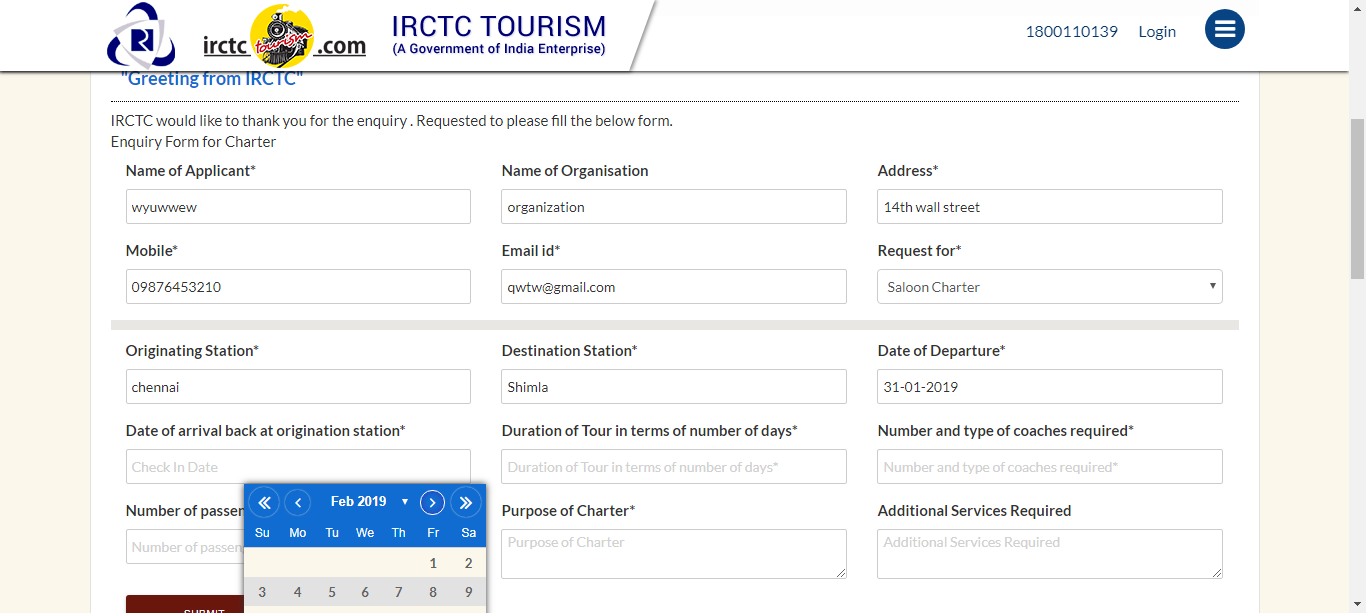 irctc tourism .com
IRCTC TOURISM
(A Government of India Enterprise)
1800110139 Login
"Greeting from IRCTC"
IRCTC would like to thank you for the enquiry . Requested to please fill the below form.
Enquiry Form for Charter
Name of Applicant* Name of Organisation Address*
wyuwwew organization 14th wall street
Mobile* Email id* Request for*
09876453210 qwtw@gmail.com Saloon Charter
Originating Station* Destination Station* Date of Departure*
chennai Shimla 31-01-2019
Date of arrival back at origination station* Duration of Tour in terms of number of days* Number and type of coaches required*
Check In Date Duration of Tour in terms of number of days* Number and type of coaches required*
Feb 2019
Number of Purpose of Charter* Additional Services Required
Su Mo Tu We Th Fr Sa
Number of Purpose of Charter Additional Services Required
1 2
3 4 5 6 7 8 9
SUBMIT